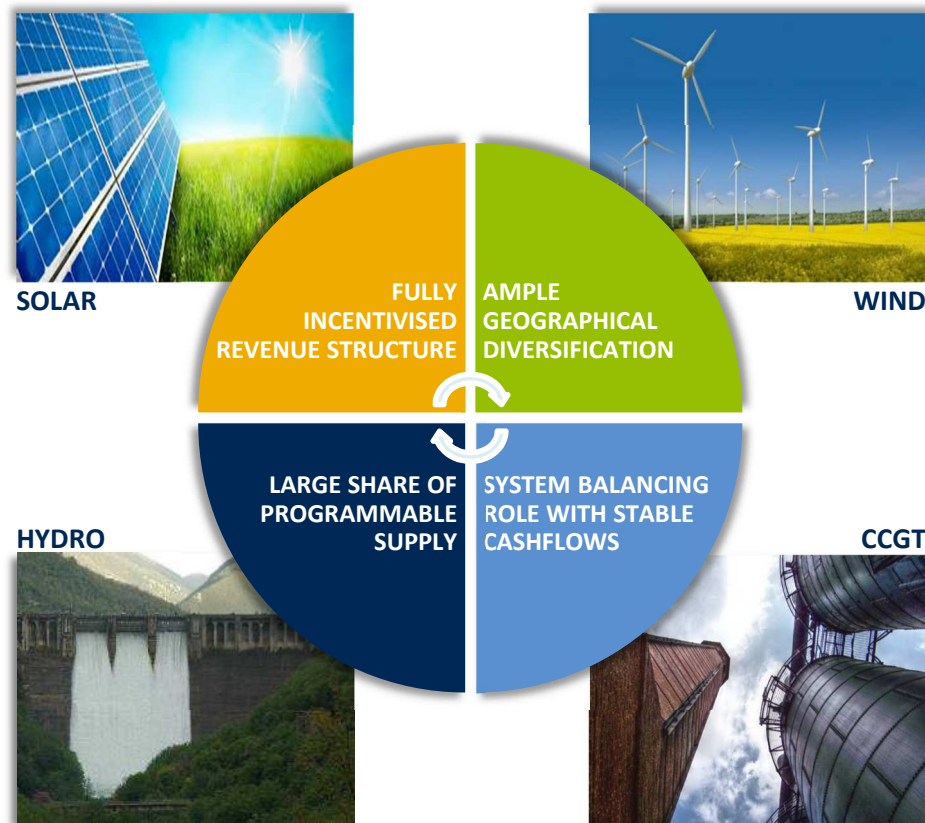 SOLAR
WIND
FULLY
INCENTIVISED
REVENUE STRUCTURE
AMPLE
GEOGRAPHICAL
DIVERSIFICATION
LARGE SHARE OF
PROGRAMMABLE
SUPPLY
SYSTEM BALANCING
ROLE WITH STABLE
CASHFLOWS
HYDRO
CCGT